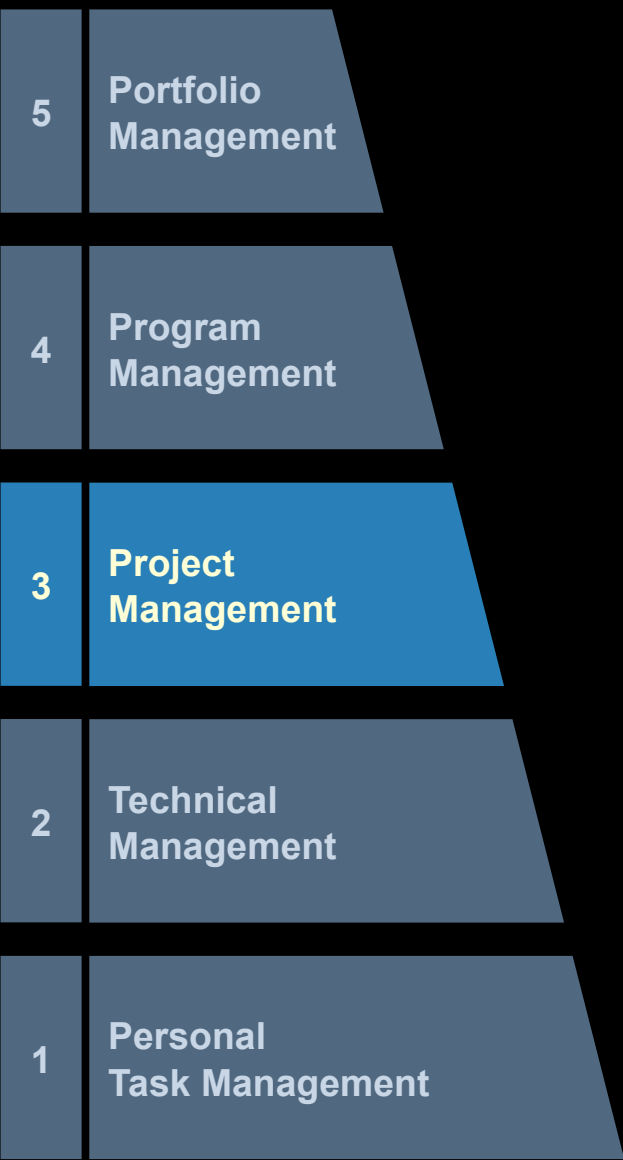 5
Portfolio
Management
4
Program
Management
3
Project
Management
2
Technical
Management
1
Personal
Task Management